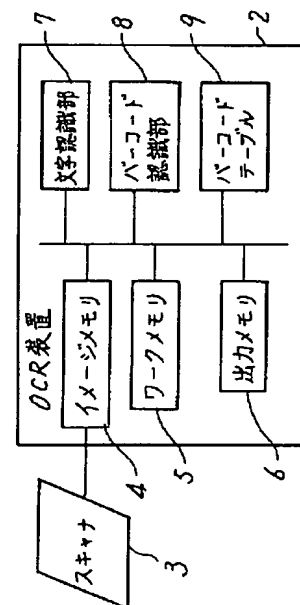 OCR装置
スキャナ
3
イメージメモリ
4
ワークメモリ
5
出力メモリ
6
文字認識部
7
バーコード
認識部
8
バーコード
テーブル
9
2